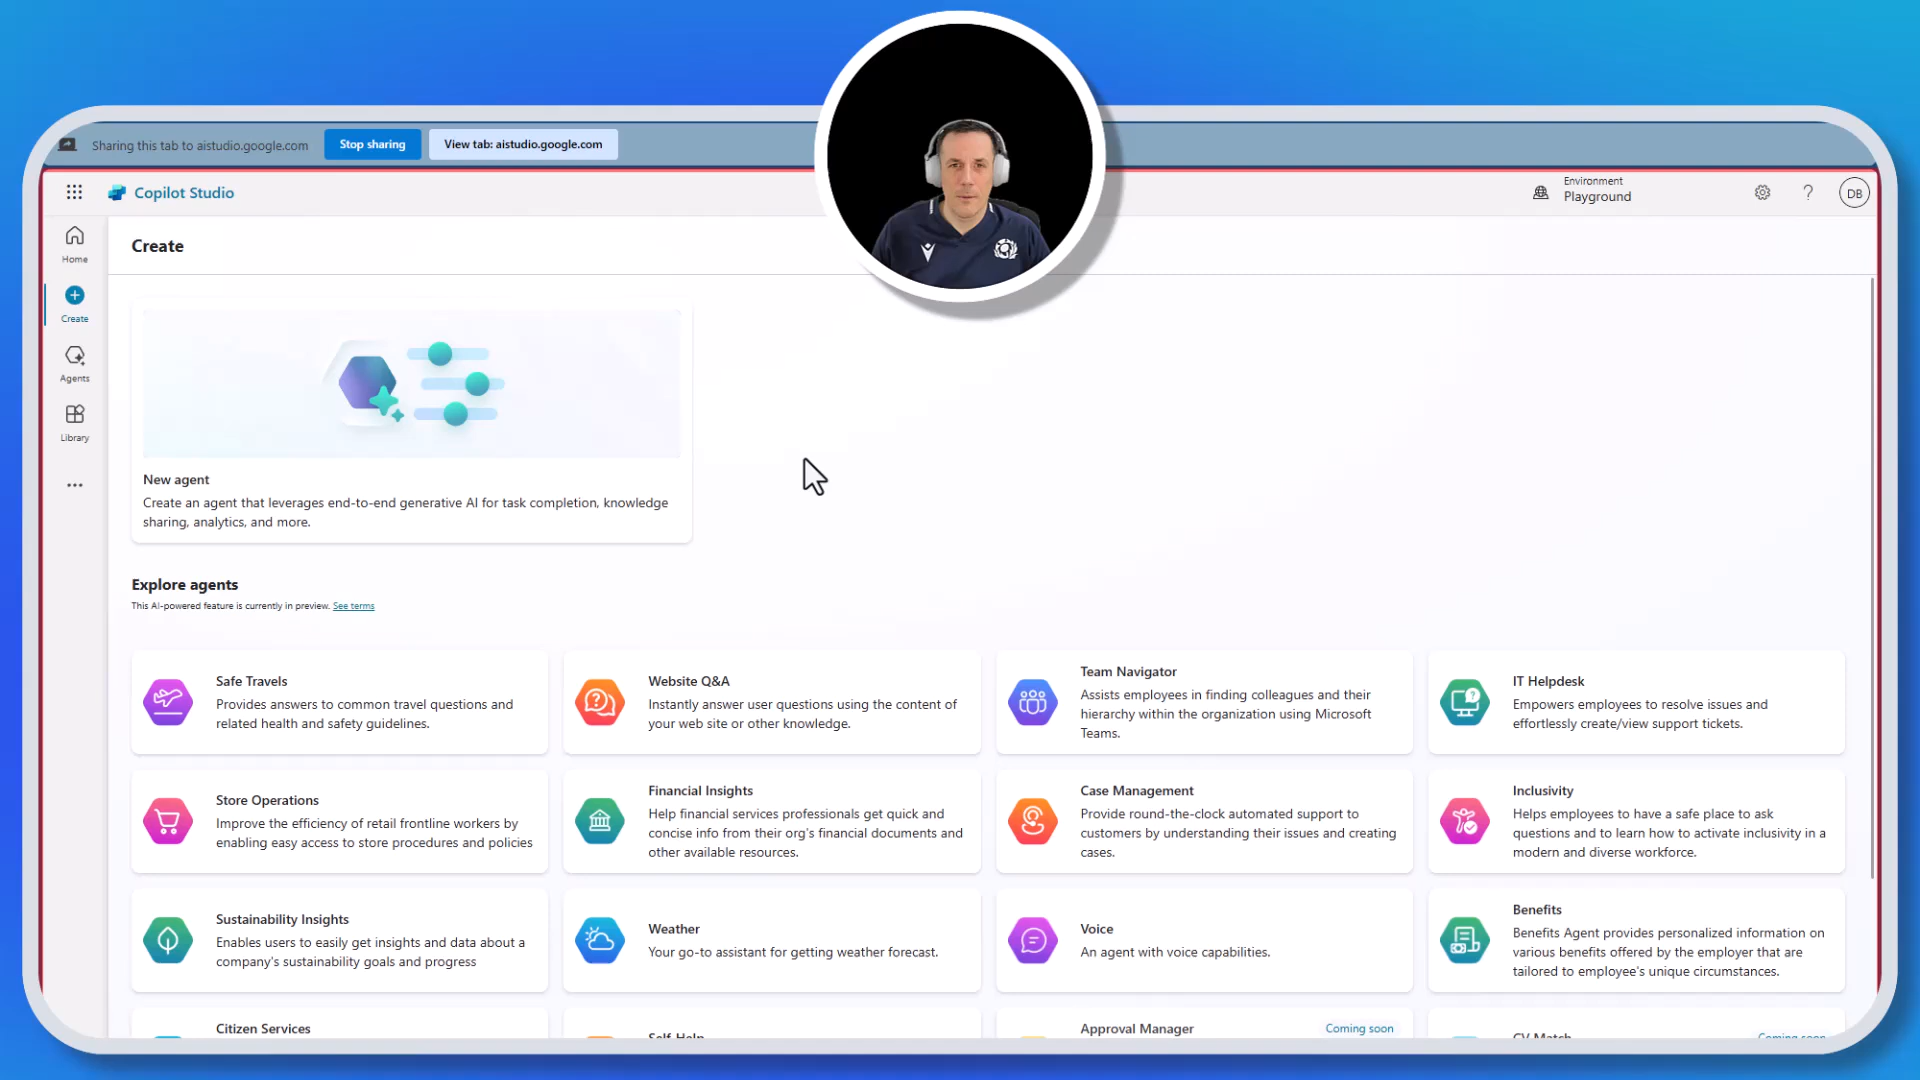 Sharing this tab to aistudio.google.com
Stop sharing
View tab: aistudio.google.com
Copilot Studio
Environment
Playground
DB
Home
Create
Agents
Library
Create
New agent
Create an agent that leverages end-to-end generative AI for task completion, knowledge
sharing, analytics, and more.
Explore agents
This AI-powered feature is currently in preview. See terms
Safe Travels
Provides answers to common travel questions and
related health and safety guidelines.
Website Q&A
Instantly answer user questions using the content of
your web site or other knowledge.
Team Navigator
Assists employees in finding colleagues and their
hierarchy within the organization using Microsoft
Teams.
IT Helpdesk
Empowers employees to resolve issues and
effortlessly create/view support tickets.
Store Operations
Improve the efficiency of retail frontline workers by
enabling easy access to store procedures and policies
Financial Insights
Help financial services professionals get quick and
concise info from their org's financial documents and
other available resources.
Case Management
Provide round-the-clock automated support to
customers by understanding their issues and creating
cases.
Inclusivity
Helps employees to have a safe place to ask
questions and to learn how to activate inclusivity in a
modern and diverse workforce.
Sustainability Insights
Enables users to easily get insights and data about a
company's sustainability goals and progress
Weather
Your go-to assistant for getting weather forecast.
Voice
An agent with voice capabilities.
Benefits
Benefits Agent provides personalized information on
various benefits offered by the employer that are
tailored to employee's unique circumstances.
Citizen Services
Self-Help
Approval Manager
Coming soon
CV Match
Coming soon